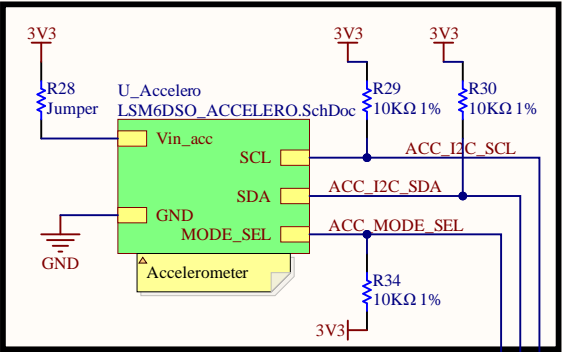 3V3
3V3
3V3
R28
Jumper
U_Accelero
LSM6DSO_ACCELERO.SchDoc
R29
10KΩ 1%
R30
10KΩ 1%
Vin_acc
SCL
ACC_I2C_SCL
SDA
ACC_I2C_SDA
GND
MODE_SEL
ACC_MODE_SEL
GND
Accelerometer
R34
10KΩ 1%
3V3